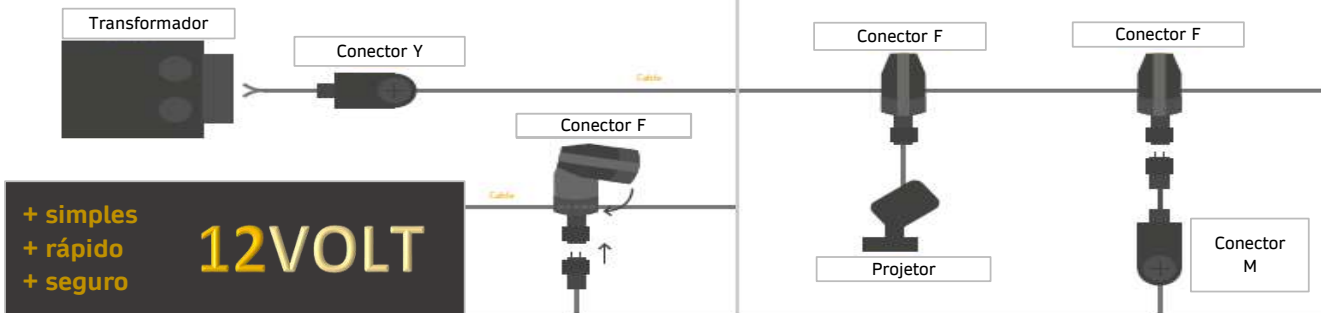 Transformador
Conector Y
Cable
Conector F
Conector F
Conector F
Cable
+ simples
+ rápido
+ seguro
12VOLT
Projetor
Conector
M